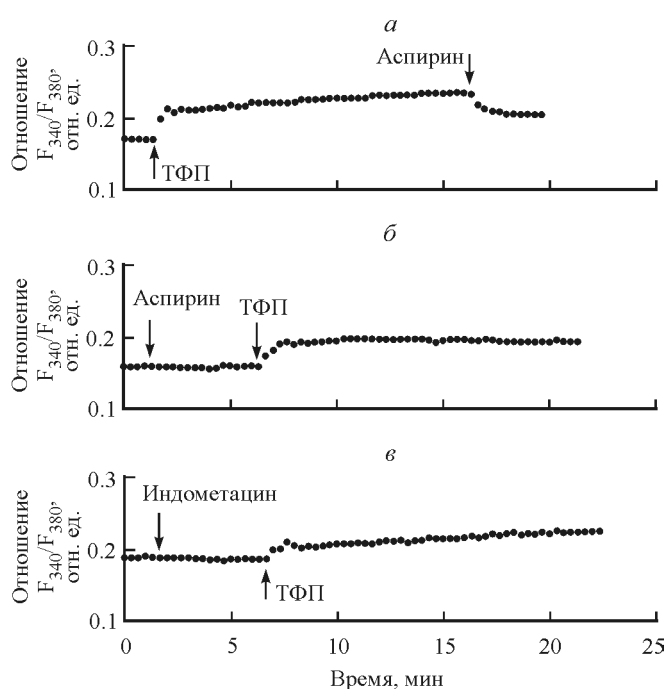 а
Отношение
F340/F380,
отн. ед.
0.3
0.2
0.1
Аспирин
ТФП
б
Отношение
F340/F380,
отн. ед.
0.3
0.2
0.1
Аспирин
ТФП
в
Отношение
F340/F380,
отн. ед.
0.3
0.2
0.1
Индометацин
ТФП
0 5 10 15 20 25
Время, мин